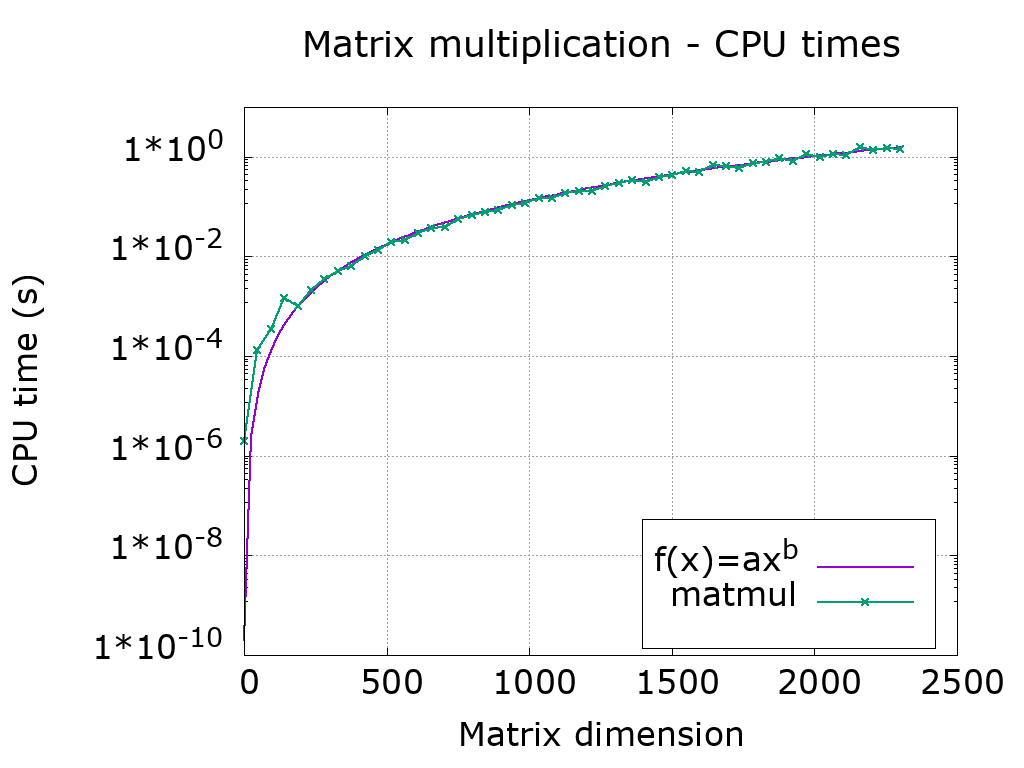 Matrix multiplication - CPU times
CPU time (s)
1*10^0
1*10^-2
1*10^-4
1*10^-6
1*10^-8
1*10^-10
f(x)=ax^b
matmul
0 500 1000 1500 2000 2500
Matrix dimension